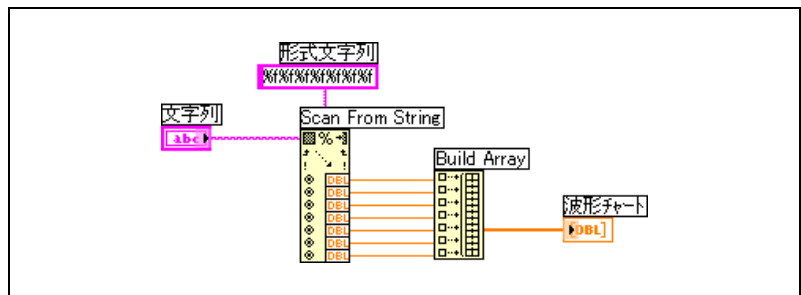 形式文字列
%f%f%f%f%f%f%f
文字列
abc
Scan From String
%
DBL
DBL
DBL
DBL
DBL
DBL
DBL
Build Array
波形チャート
DBL]